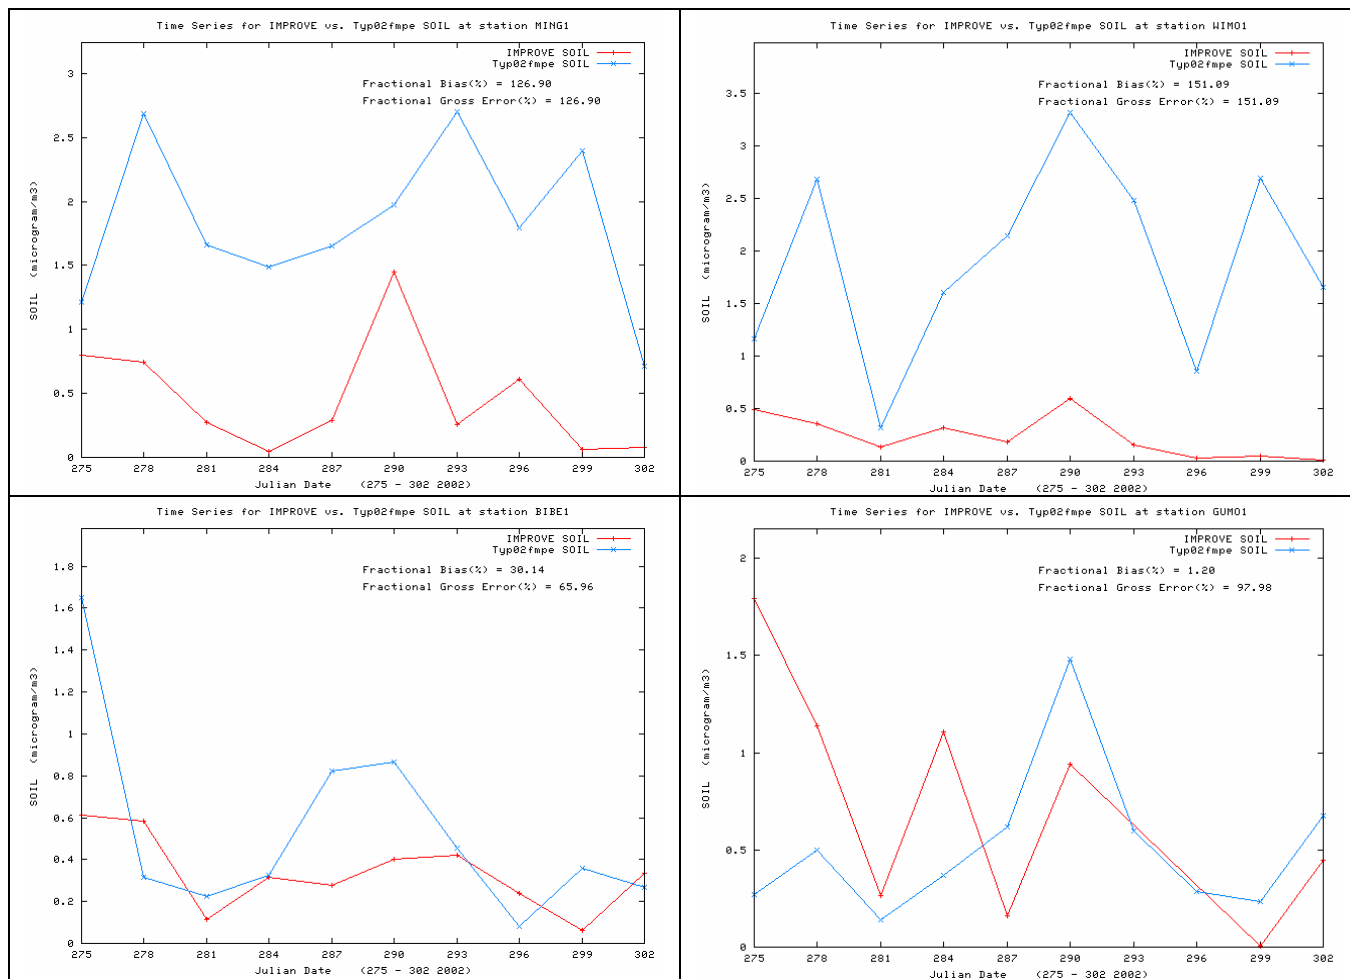 Time Series for IMPROVE vs. Typ02fmpe SOIL at station MING1
IMPROVE SOIL
Typ02fmpe SOIL
Fractional Bias(%) = 126.90
Fractional Gross Error(%) = 126.90
3
2.5
2
1.5
1
0.5
0
SOIL (microgram/m3)
275 278 281 284 287 290 293 296 299 302
Julian Date (275 - 302 2002)
Time Series for IMPROVE vs. Typ02fmpe SOIL at station WIMO1
IMPROVE SOIL
Typ02fmpe SOIL
Fractional Bias(%) = 151.09
Fractional Gross Error(%) = 151.09
3.5
3
2.5
2
1.5
1
0.5
0
SOIL (microgram/m3)
275 278 281 284 287 290 293 296 299 302
Julian Date (275 - 302 2002)
Time Series for IMPROVE vs. Typ02fmpe SOIL at station BIBE1
IMPROVE SOIL
Typ02fmpe SOIL
Fractional Bias(%) = 30.14
Fractional Gross Error(%) = 65.96
1.8
1.6
1.4
1.2
1
0.8
0.6
0.4
0.2
0
SOIL (microgram/m3)
275 278 281 284 287 290 293 296 299 302
Julian Date (275 - 302 2002)
Time Series for IMPROVE vs. Typ02fmpe SOIL at station GUMO1
IMPROVE SOIL
Typ02fmpe SOIL
Fractional Bias(%) = 1.20
Fractional Gross Error(%) = 97.98
2
1.5
1
0.5
0
SOIL (microgram/m3)
275 278 281 284 287 290 293 296 299 302
Julian Date (275 - 302 2002)